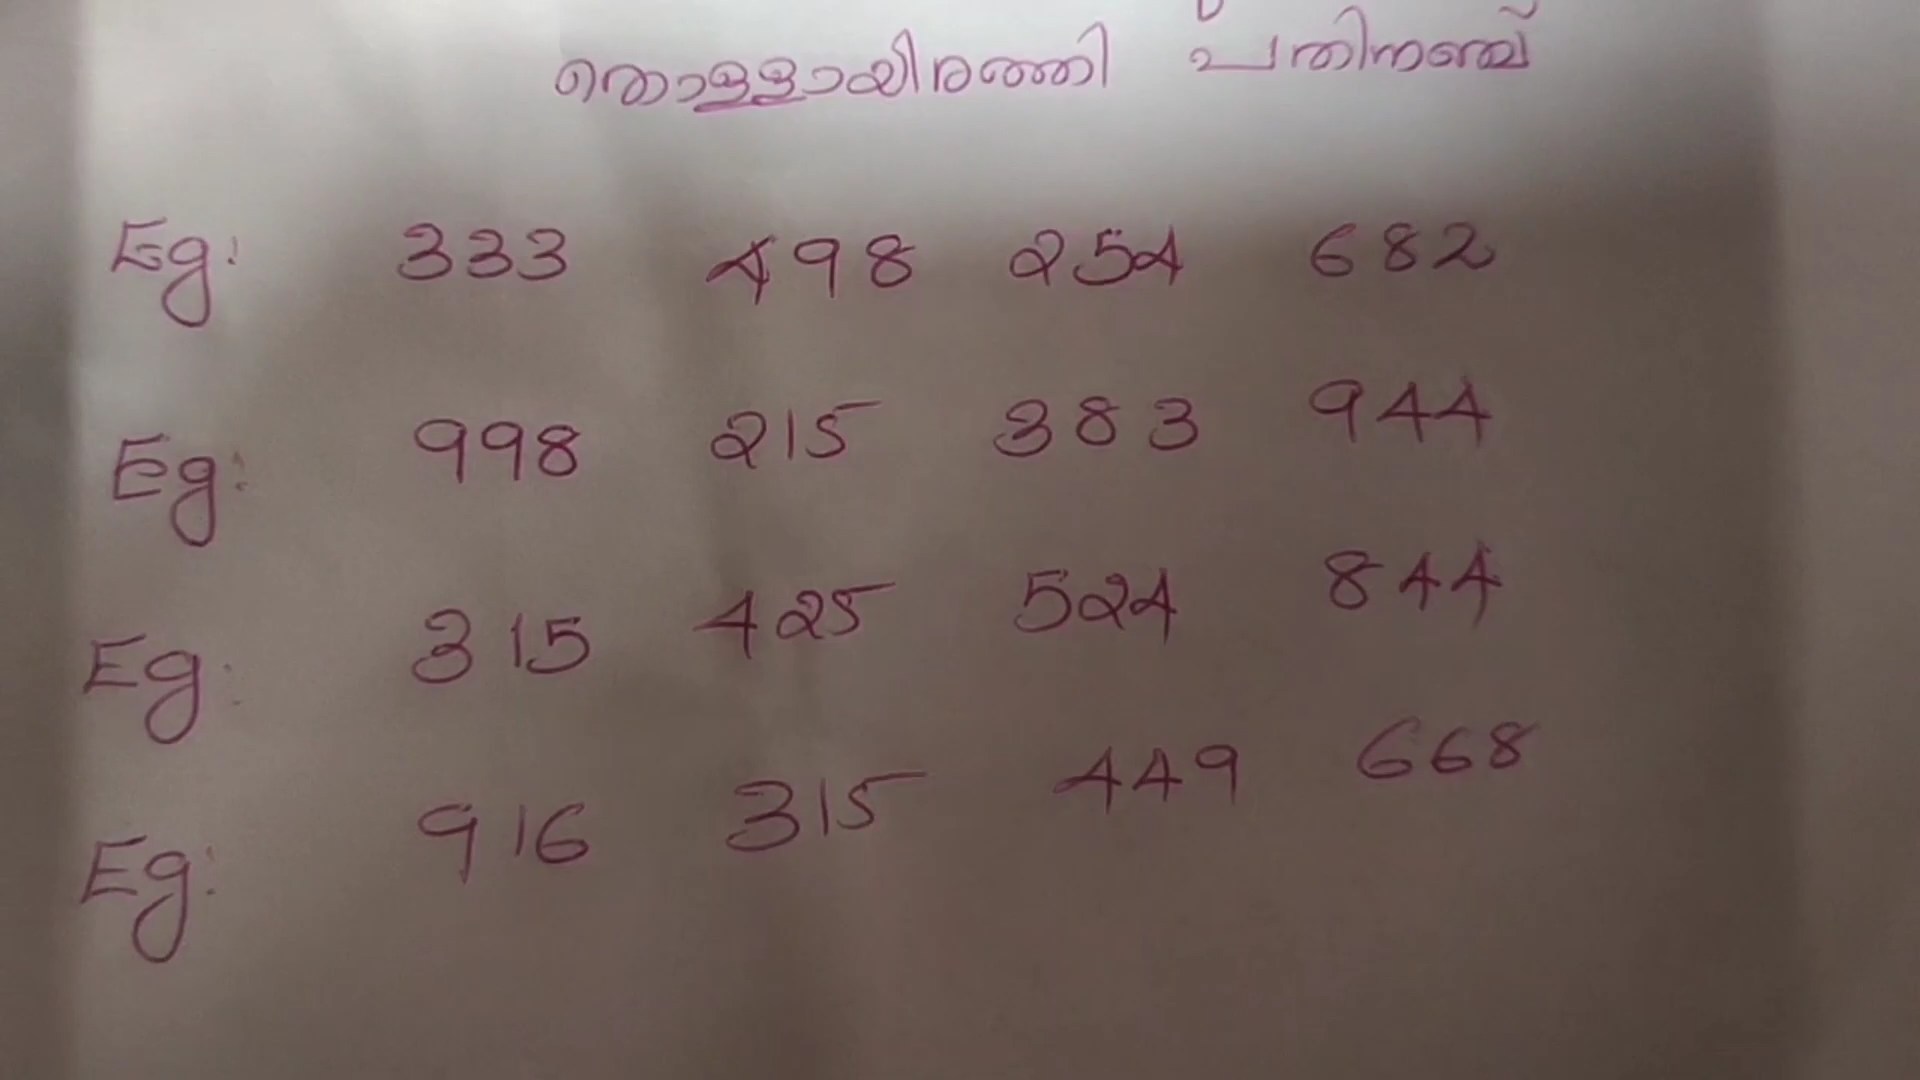 തൊള്ളായിരത്തി പതിനഞ്ച്
Eg: 333 498 254 682
Eg: 998 215 383 944
Eg: 315 425 524 844
Eg: 916 315 449 668